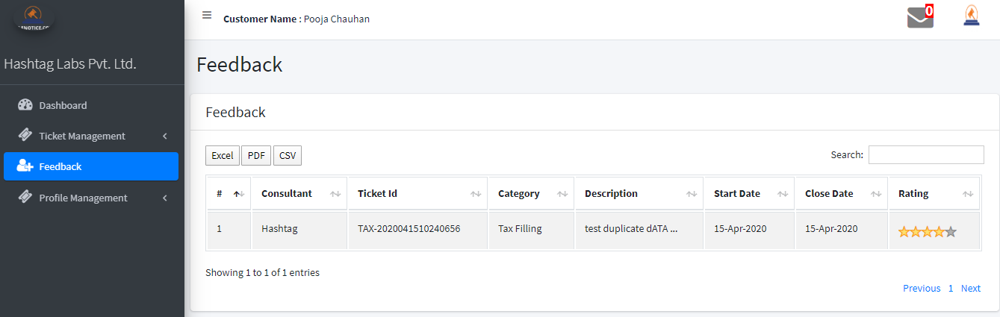 LENOTICE.CO
Customer Name : Pooja Chauhan
0
Hashtag Labs Pvt. Ltd.
Dashboard
Ticket Management
Feedback
Profile Management
Feedback
Feedback
Excel PDF CSV
Search:
# Consultant Ticket Id Category Description Start Date Close Date Rating
1 Hashtag TAX-2020041510240656 Tax Filling test duplicate dATA ... 15-Apr-2020 15-Apr-2020
Showing 1 to 1 of 1 entries
Previous 1 Next